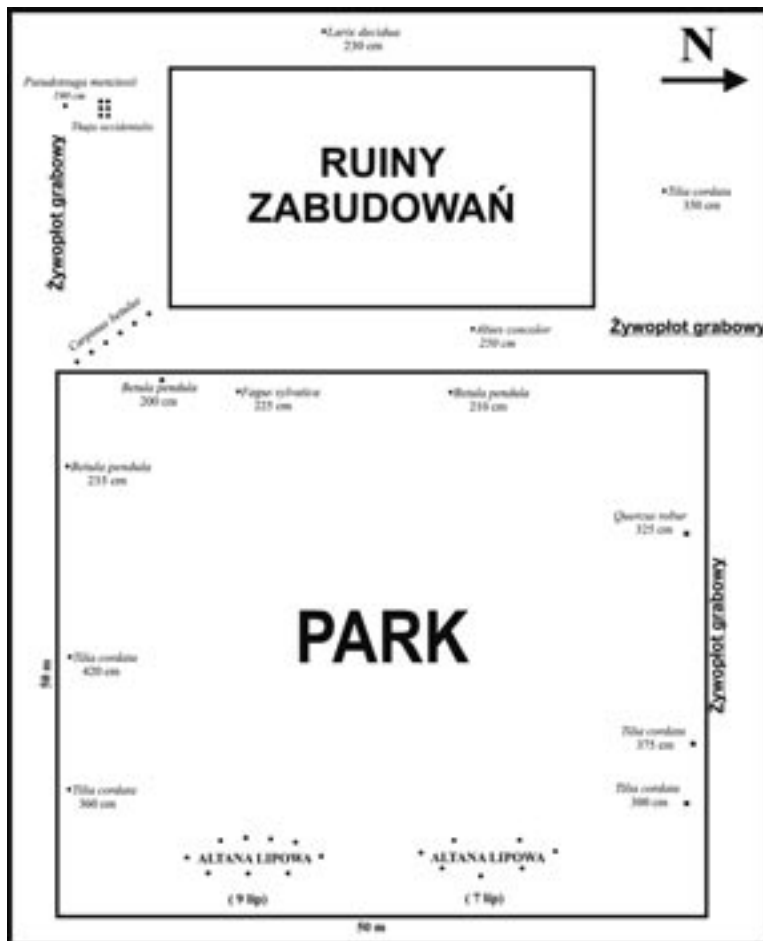 Larix decidua
230 cm
N
Pseudotsuga menziesii
190 cm
Thuja occidentalis
RUINY
ZABUDOWAŃ
Żywopłot grabowy
Tilia cordata
350 cm
Carpinus betulus
Abies concolor
250 cm
Żywopłot grabowy
Betula pendula
200 cm
Fagus sylvatica
225 cm
Betula pendula
210 cm
Betula pendula
235 cm
Quercus robur
325 cm
PARK
Żywopłot grabowy
Tilia cordata
420 cm
50 m
Tilia cordata
375 cm
Tilia cordata
360 cm
Tilia cordata
300 cm
ALTANA LIPOWA
(9 lip)
ALTANA LIPOWA
(7 lip)
50 m